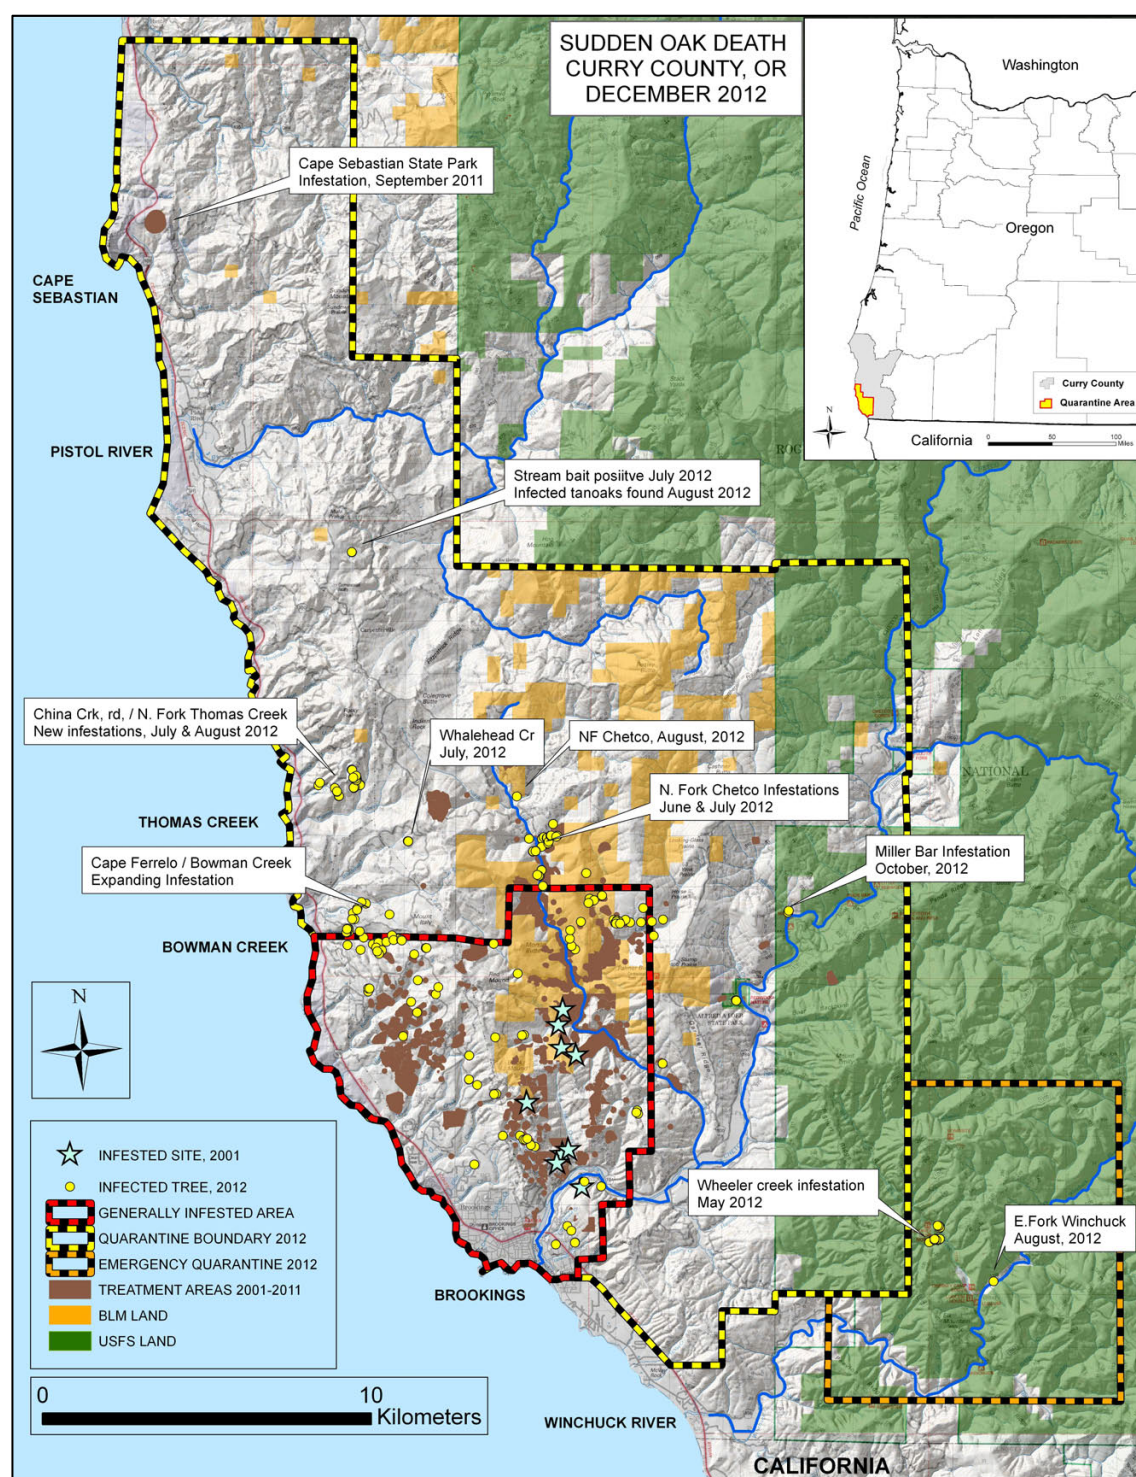 SUDDEN OAK DEATH
CURRY COUNTY, OR
DECEMBER 2012
Washington
Pacific Ocean
Oregon
Curry County
Quarantine Area
N
California
0 50 100
Miles
Cape Sebastian State Park
Infestation, September 2011
CAPE
SEBASTIAN
PISTOL RIVER
Stream bait posiitve July 2012
Infected tanoaks found August 2012
China Crk, rd, / N. Fork Thomas Creek
New infestations, July & August 2012
Whalehead Cr
July, 2012
NF Chetco, August, 2012
NATIONAL
N. Fork Chetco Infestations
June & July 2012
THOMAS CREEK
Cape Ferrelo / Bowman Creek
Expanding Infestation
Miller Bar Infestation
October, 2012
BOWMAN CREEK
N
INFESTED SITE, 2001
INFECTED TREE, 2012
GENERALLY INFESTED AREA
QUARANTINE BOUNDARY 2012
EMERGENCY QUARANTINE 2012
TREATMENT AREAS 2001-2011
BLM LAND
USFS LAND
Wheeler creek infestation
May 2012
E.Fork Winchuck
August, 2012
Brookings
BROOKINGS
0 10
Kilometers
WINCHUCK RIVER
CALIFORNIA